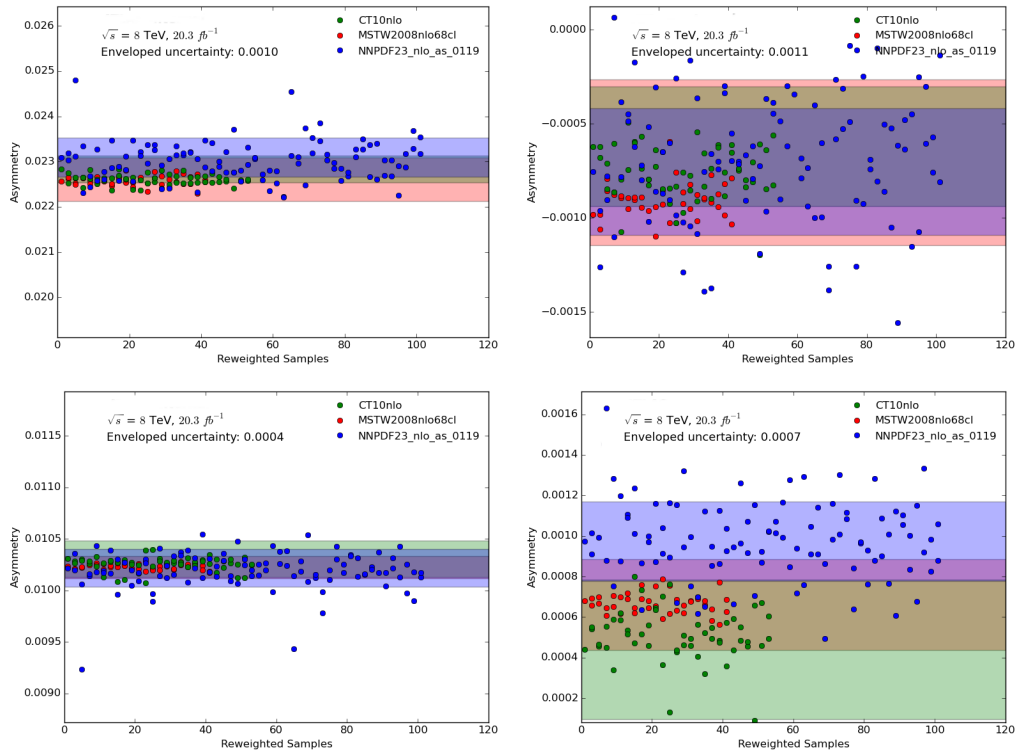 0.026
0.025
0.024
0.023
0.022
0.021
0.020
Asymmetry
√s = 8 TeV, 20.3 fb⁻¹
Enveloped uncertainty: 0.0010
CT10nlo
MSTW2008nlo68cl
NNPDF23_nlo_as_0119
0 20 40 60 80 100 120
Reweighted Samples
0.0000
−0.0005
−0.0010
−0.0015
Asymmetry
√s = 8 TeV, 20.3 fb⁻¹
Enveloped uncertainty: 0.0011
CT10nlo
MSTW2008nlo68cl
NNPDF23_nlo_as_0119
0 20 40 60 80 100 120
Reweighted Samples
0.0115
0.0110
0.0105
0.0100
0.0095
0.0090
Asymmetry
√s = 8 TeV, 20.3 fb⁻¹
Enveloped uncertainty: 0.0004
CT10nlo
MSTW2008nlo68cl
NNPDF23_nlo_as_0119
0 20 40 60 80 100 120
Reweighted Samples
0.0016
0.0014
0.0012
0.0010
0.0008
0.0006
0.0004
0.0002
Asymmetry
√s = 8 TeV, 20.3 fb⁻¹
Enveloped uncertainty: 0.0007
CT10nlo
MSTW2008nlo68cl
NNPDF23_nlo_as_0119
0 20 40 60 80 100 120
Reweighted Samples